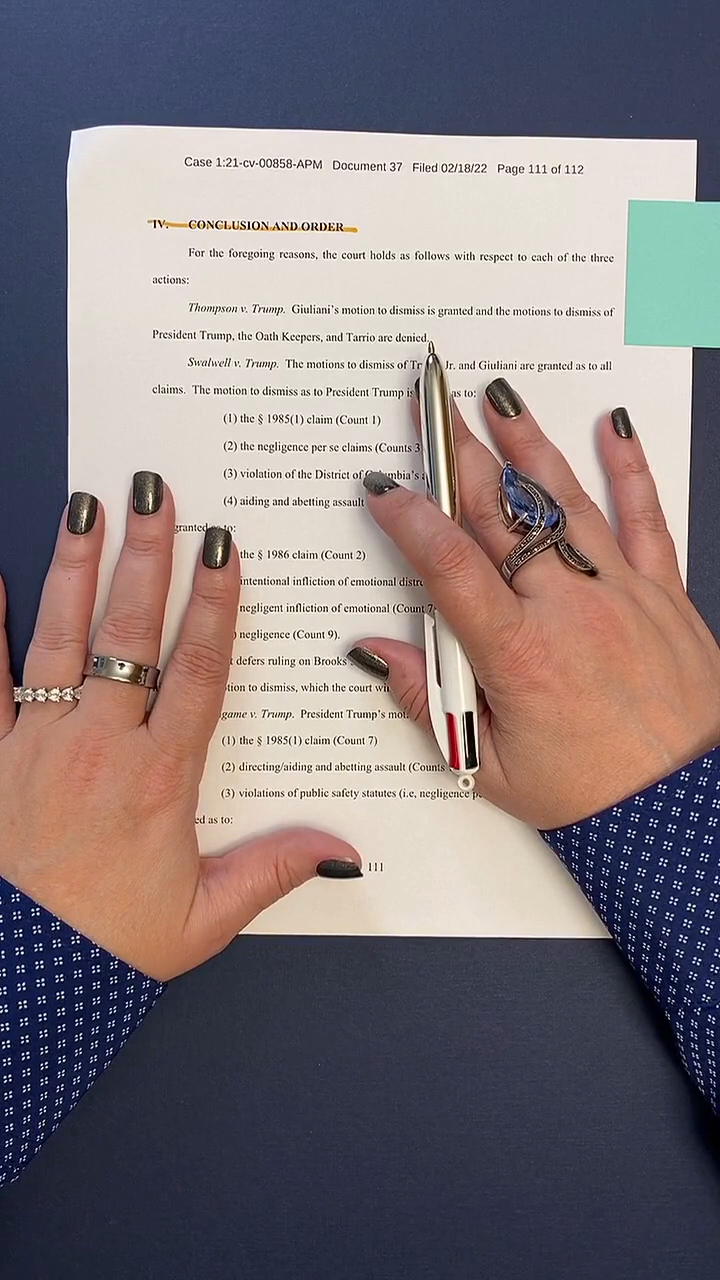 Case 1:21-cv-00858-APM Document 37 Filed 02/18/22 Page 111 of 112
IV. CONCLUSION AND ORDER
For the foregoing reasons, the court holds as follows with respect to each of the three
actions:
Thompson v. Trump. Giuliani's motion to dismiss is granted and the motions to dismiss of
President Trump, the Oath Keepers, and Tarrio are denied.
Swalwell v. Trump. The motions to dismiss of Jr. and Giuliani are granted as to all
claims. The motion to dismiss as to President Trump is as to:
(1) the § 1985(1) claim (Count 1)
(2) the negligence per se claims (Counts 3
(3) violation of the District of Columbia's
(4) aiding and abetting assault
granted as to:
the § 1986 claim (Count 2)
intentional infliction of emotional
negligent infliction of emotional (Count 7
negligence (Count 9).
defers ruling on Brooks
to dismiss, which the court
v. Trump. President Trump's
(1) the § 1985(1) claim (Count 7)
(2) directing/aiding and abetting assault (Counts
(3) violations of public safety statutes (i.e, negligence
as to:
111